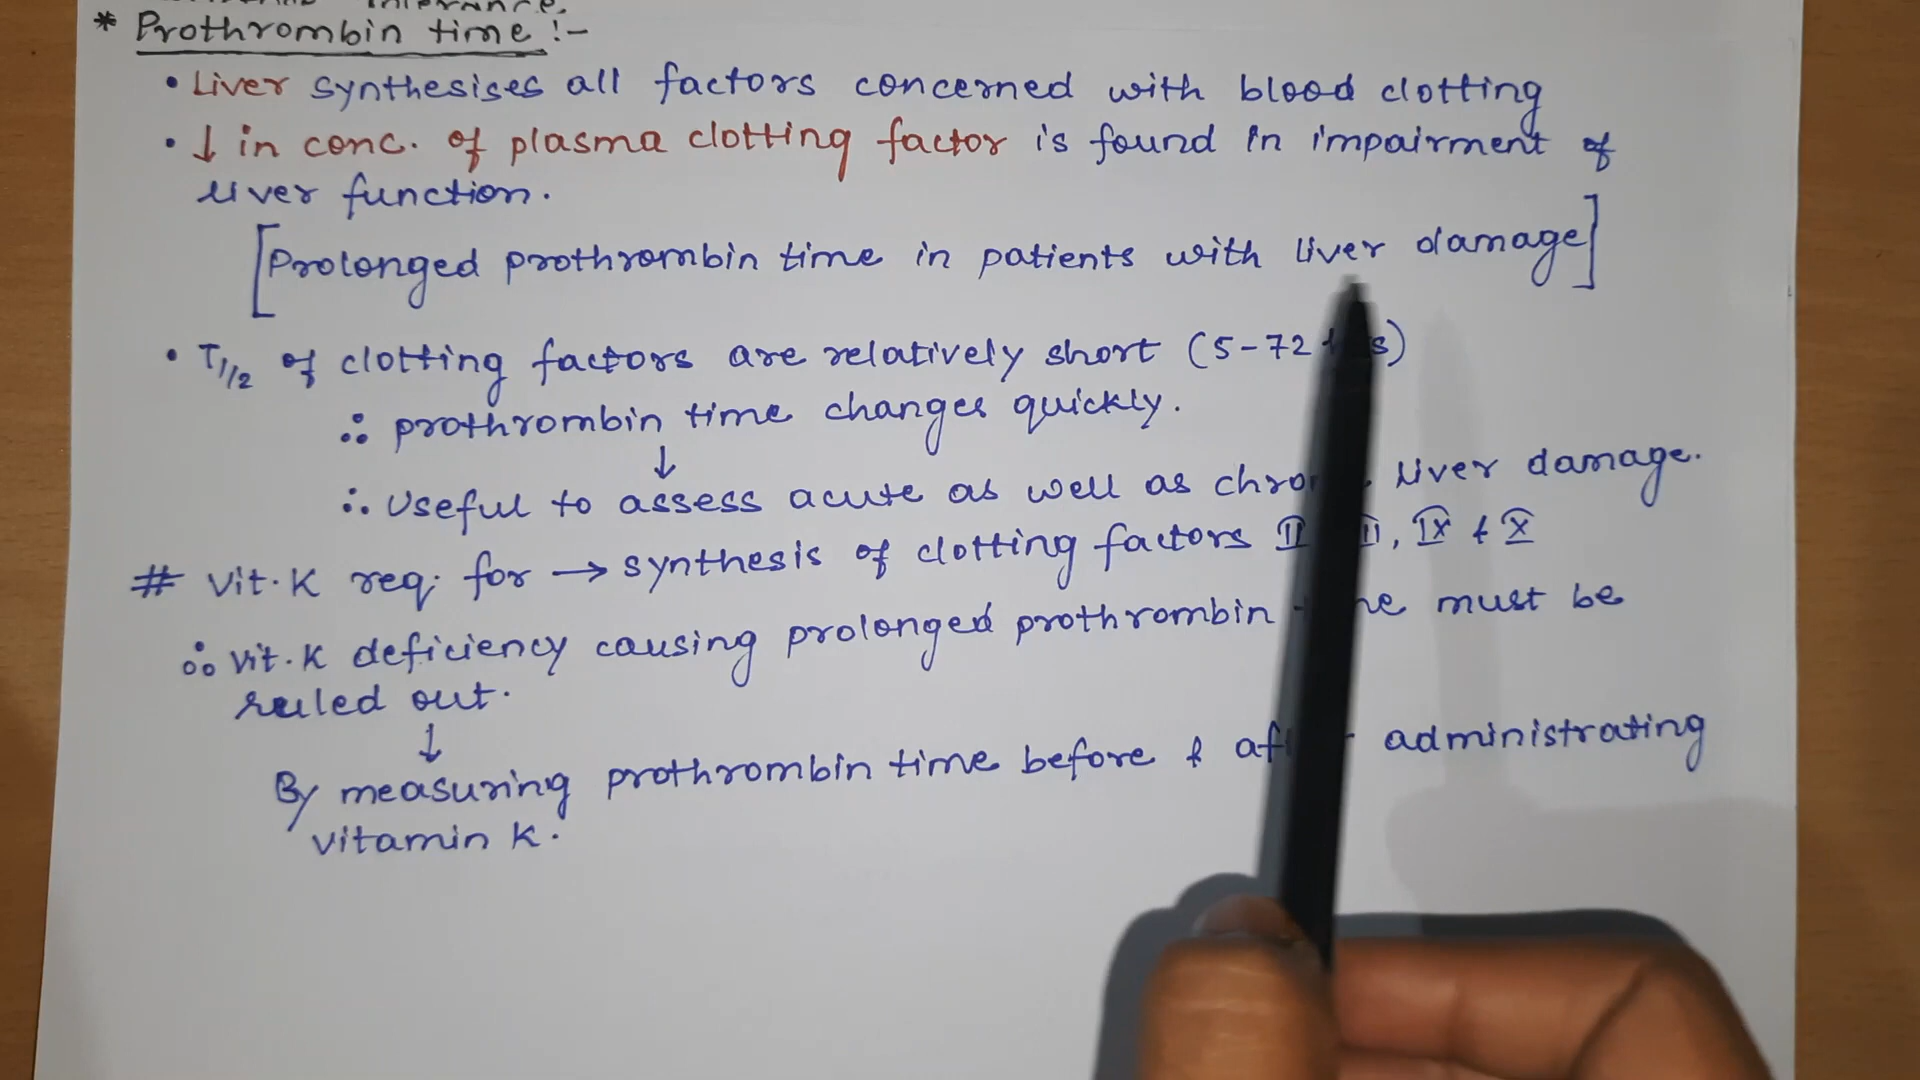 * Prothrombin time :-
• Liver synthesises all factors concerned with blood clotting
• ↓ in conc. of plasma clotting factor is found in impairment of
liver function.
[Prolonged prothrombin time in patients with liver damage]
• T1/2 of clotting factors are relatively short (5-72 s)
∴ prothrombin time changes quickly.
↓
∴ Useful to assess acute as well as liver damage.
# Vit. K req. for → synthesis of clotting factors II , IX & X
∴ Vit. K deficiency causing prolonged prothrombin must be
ruled out.
↓
By measuring prothrombin time before & administrating
vitamin K.